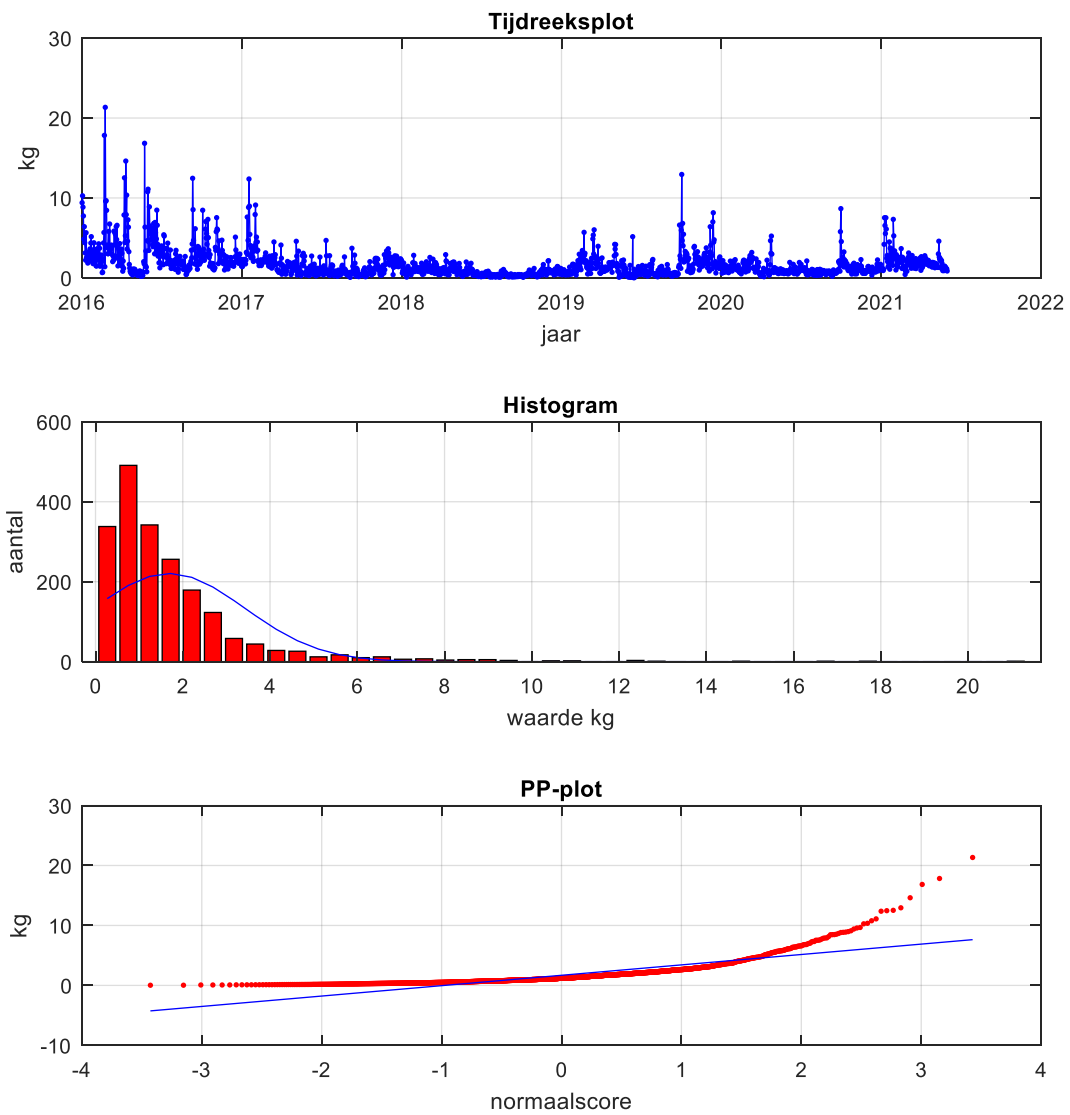 Tijdreeksplot
30
20
10
0
kg
2016 2017 2018 2019 2020 2021 2022
jaar
Histogram
600
400
200
0
aantal
0 2 4 6 8 10 12 14 16 18 20
waarde kg
PP-plot
30
20
10
0
-10
kg
-4 -3 -2 -1 0 1 2 3 4
normaalscore